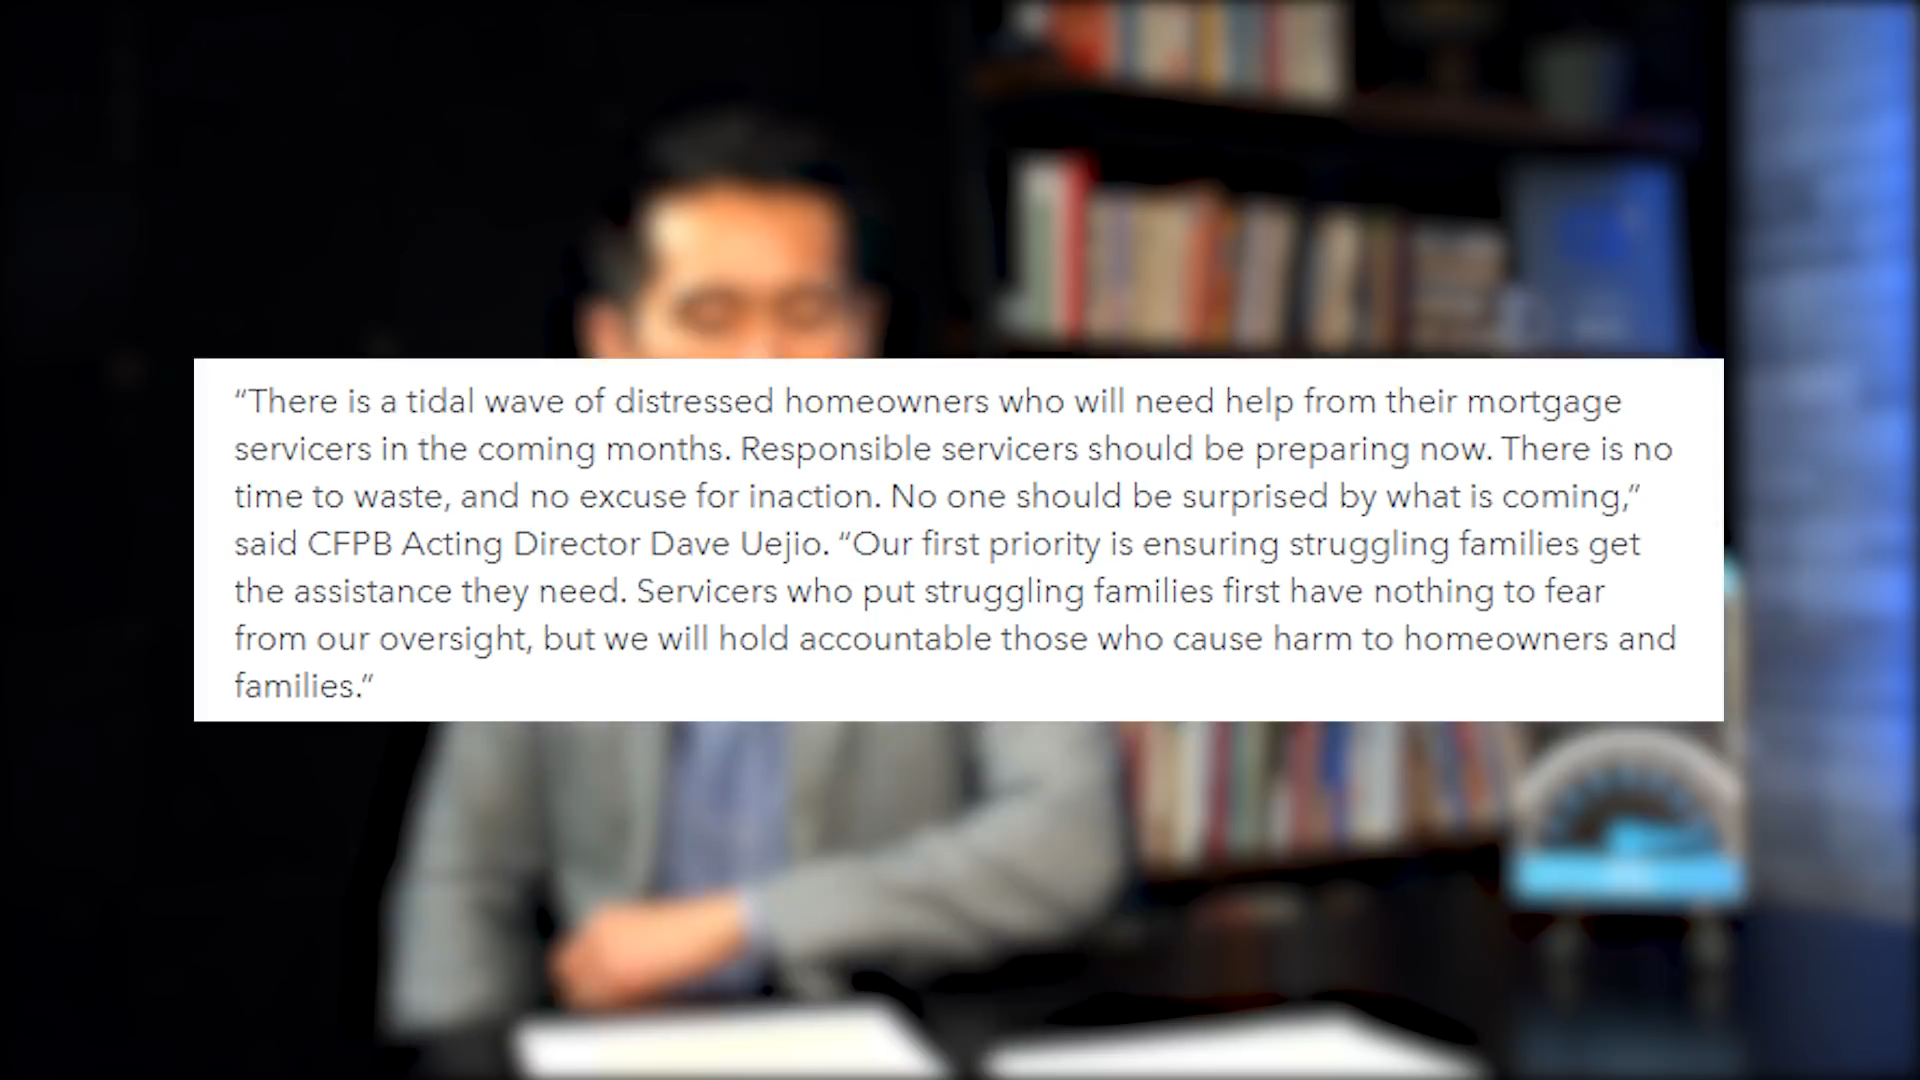 “There is a tidal wave of distressed homeowners who will need help from their mortgage
servicers in the coming months. Responsible servicers should be preparing now. There is no
time to waste, and no excuse for inaction. No one should be surprised by what is coming,”
said CFPB Acting Director Dave Uejio. “Our first priority is ensuring struggling families get
the assistance they need. Servicers who put struggling families first have nothing to fear
from our oversight, but we will hold accountable those who cause harm to homeowners and
families.”